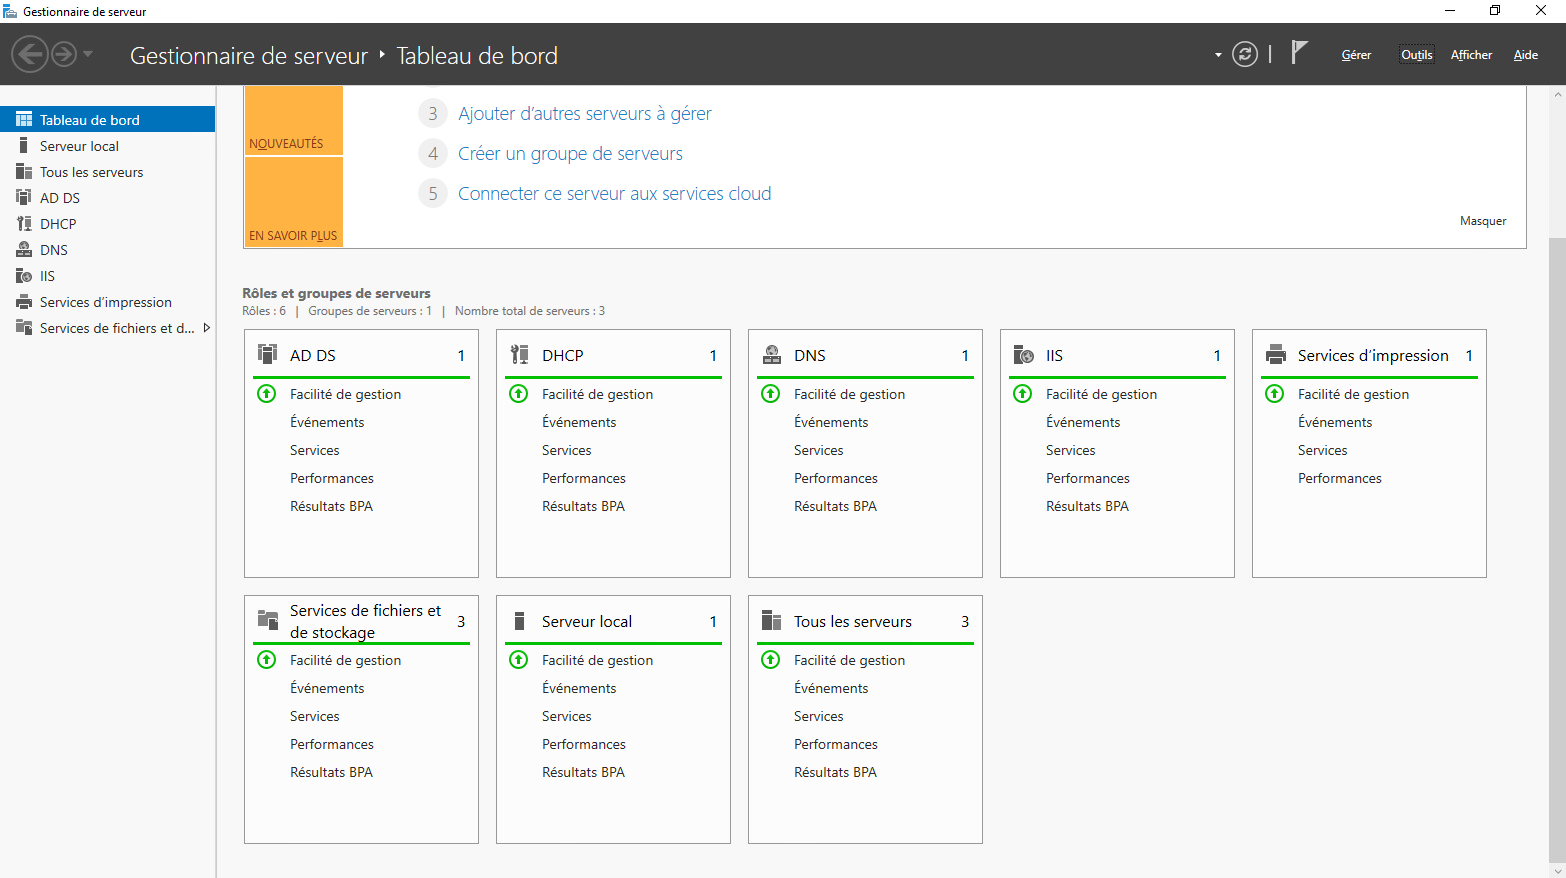 Gestionnaire de serveur
Gestionnaire de serveur ‣ Tableau de bord
Gérer Outils Afficher Aide
Tableau de bord
Serveur local
Tous les serveurs
AD DS
DHCP
DNS
IIS
Services d’impression
Services de fichiers et d...
NOUVEAUTÉS
EN SAVOIR PLUS
3 Ajouter d’autres serveurs à gérer
4 Créer un groupe de serveurs
5 Connecter ce serveur aux services cloud
Masquer
Rôles et groupes de serveurs
Rôles : 6 | Groupes de serveurs : 1 | Nombre total de serveurs : 3
AD DS 1
Facilité de gestion
Événements
Services
Performances
Résultats BPA
DHCP 1
Facilité de gestion
Événements
Services
Performances
Résultats BPA
DNS 1
Facilité de gestion
Événements
Services
Performances
Résultats BPA
IIS 1
Facilité de gestion
Événements
Services
Performances
Résultats BPA
Services d’impression 1
Facilité de gestion
Événements
Services
Performances
Services de fichiers et
de stockage 3
Facilité de gestion
Événements
Services
Performances
Résultats BPA
Serveur local 1
Facilité de gestion
Événements
Services
Performances
Résultats BPA
Tous les serveurs 3
Facilité de gestion
Événements
Services
Performances
Résultats BPA